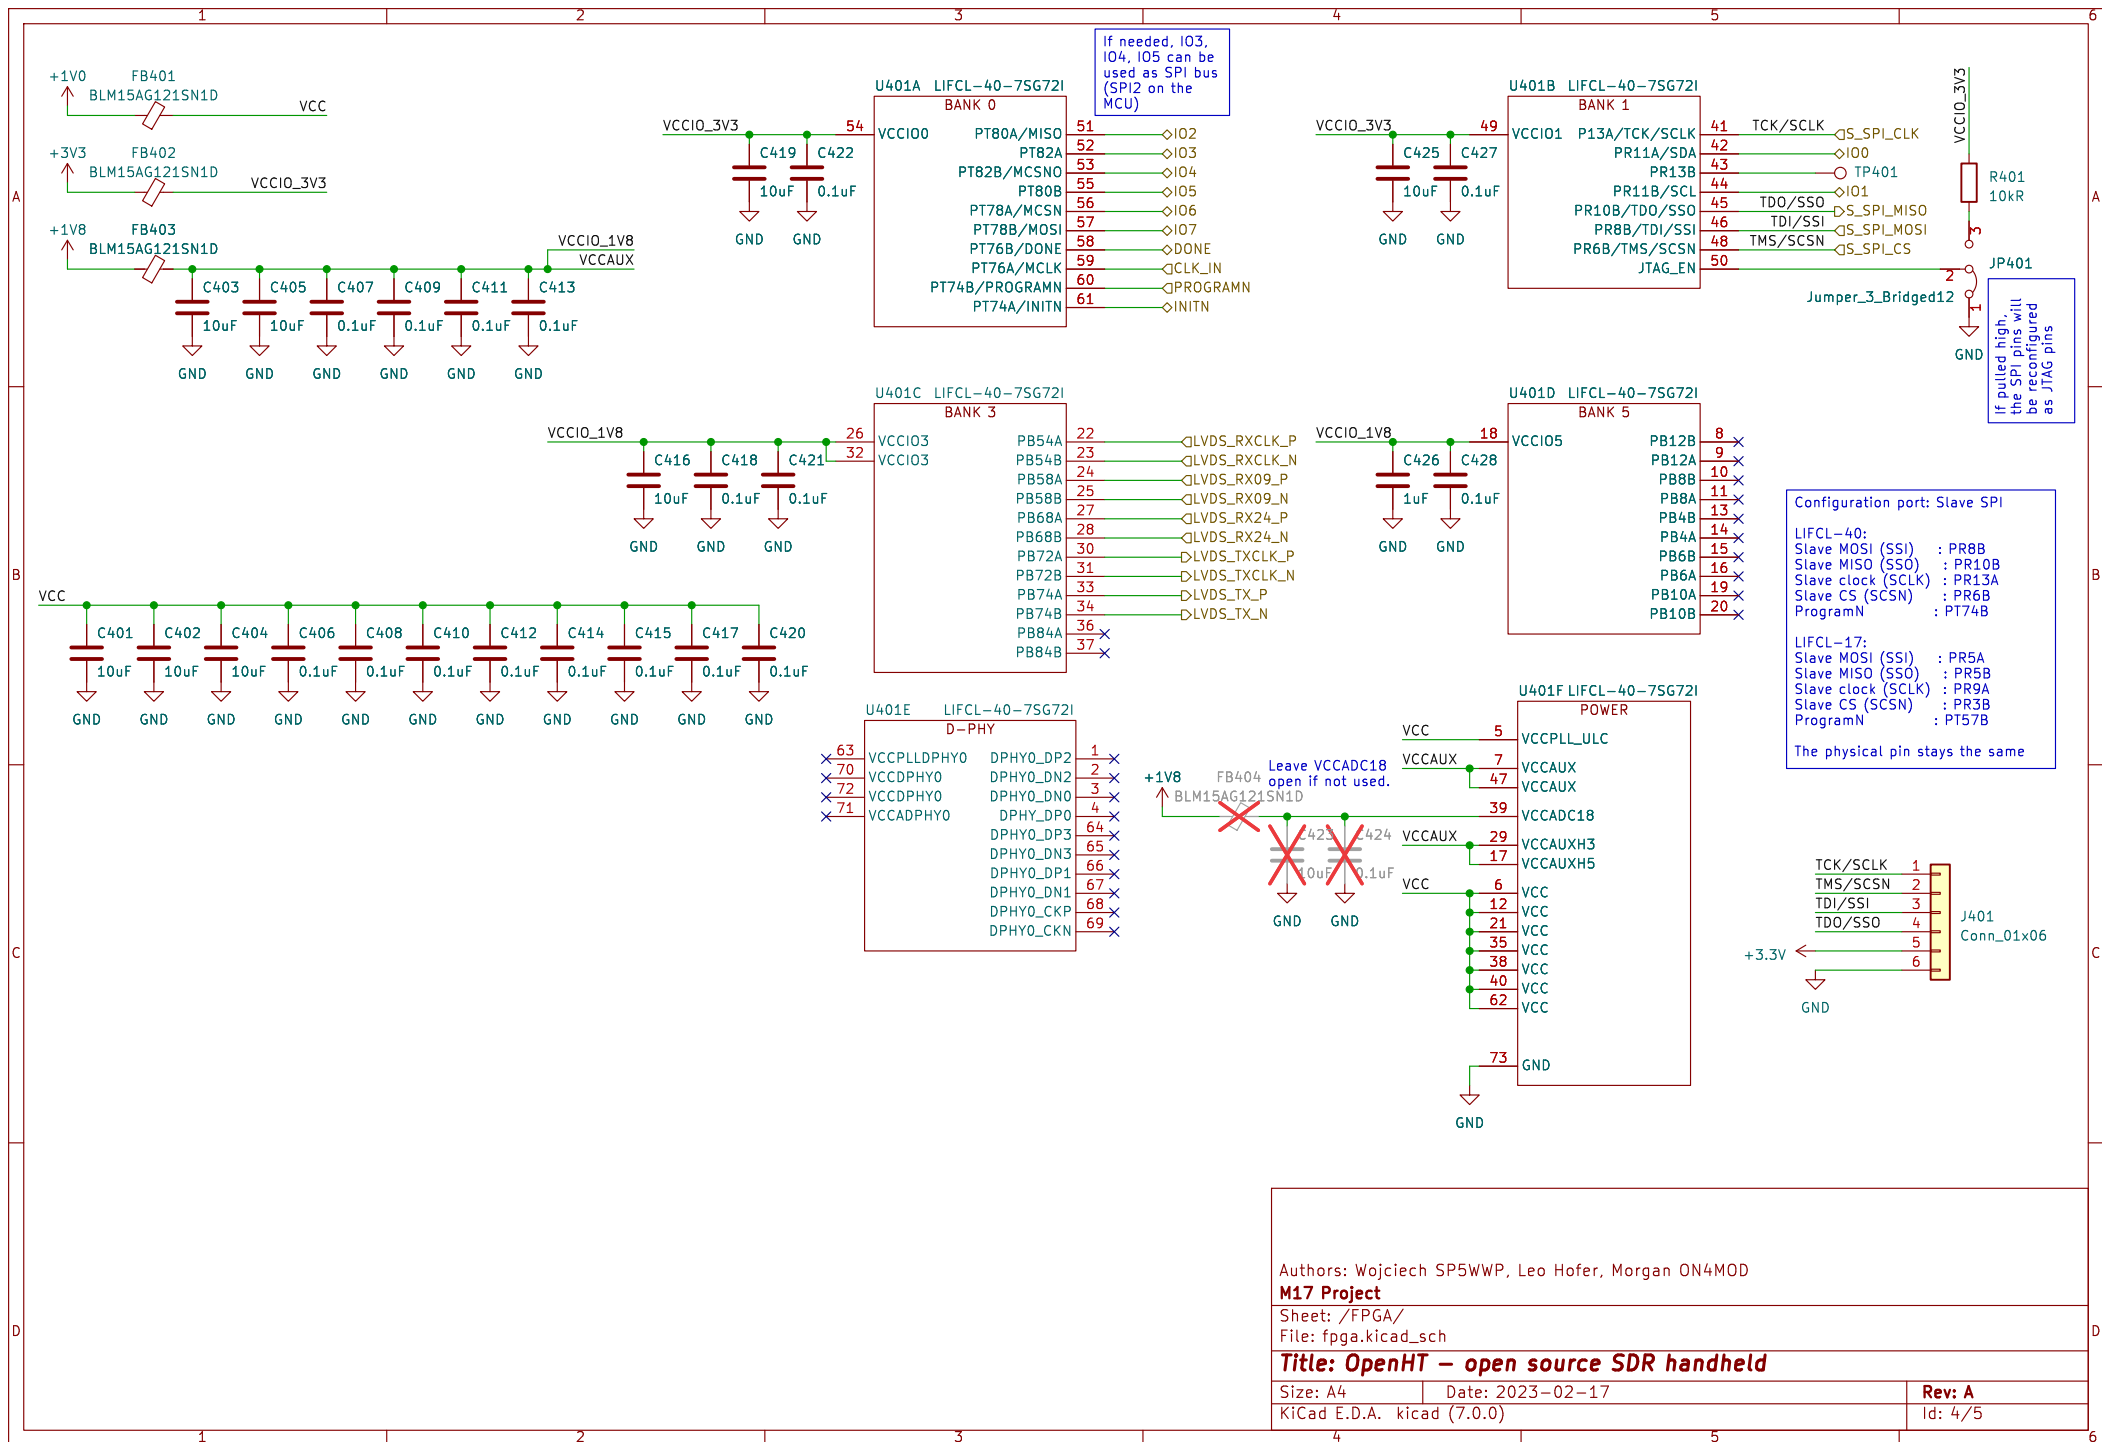 1 2 3 4 5 6
A
B
C
D
+1V0
FB401
BLM15AG121SN1D
VCC
+3V3
FB402
BLM15AG121SN1D
VCCIO_3V3
+1V8
FB403
BLM15AG121SN1D
VCCIO_1V8
VCCAUX
C403 C405 C407 C409 C411 C413
10uF 10uF 0.1uF 0.1uF 0.1uF 0.1uF
GND GND GND GND GND GND
If needed, IO3,
IO4, IO5 can be
used as SPI bus
(SPI2 on the
MCU)
U401A LIFCL-40-7SG72I
BANK 0
VCCIO_3V3 54 VCCIO0
C419 C422
10uF 0.1uF
GND GND
PT80A/MISO 51 IO2
PT82A 52 IO3
PT82B/MCSNO 53 IO4
PT80B 55 IO5
PT78A/MCSN 56 IO6
PT78B/MOSI 57 IO7
PT76B/DONE 58 DONE
PT76A/MCLK 59 CLK_IN
PT74B/PROGRAMN 60 PROGRAMN
PT74A/INITN 61 INITN
U401B LIFCL-40-7SG72I
BANK 1
VCCIO_3V3 49 VCCIO1
C425 C427
10uF 0.1uF
GND GND
P13A/TCK/SCLK 41 TCK/SCLK S_SPI_CLK
PR11A/SDA 42 IO0
PR13B 43 TP401
PR11B/SCL 44 IO1
PR10B/TDO/SSO 45 TDO/SSO S_SPI_MISO
PR8B/TDI/SSI 46 TDI/SSI S_SPI_MOSI
PR6B/TMS/SCSN 48 TMS/SCSN S_SPI_CS
JTAG_EN 50
VCCIO_3V3
R401
10kR
3
2
1
JP401
Jumper_3_Bridged12
GND
If pulled high,
the SPI pins will
be reconfigured
as JTAG pins
U401C LIFCL-40-7SG72I
BANK 3
VCCIO_1V8 26 VCCIO3
32 VCCIO3
C416 C418 C421
10uF 0.1uF 0.1uF
GND GND GND
PB54A 22 LVDS_RXCLK_P
PB54B 23 LVDS_RXCLK_N
PB58A 24 LVDS_RX09_P
PB58B 25 LVDS_RX09_N
PB68A 27 LVDS_RX24_P
PB68B 28 LVDS_RX24_N
PB72A 30 LVDS_TXCLK_P
PB72B 31 LVDS_TXCLK_N
PB74A 33 LVDS_TX_P
PB74B 34 LVDS_TX_N
PB84A 36
PB84B 37
U401D LIFCL-40-7SG72I
BANK 5
VCCIO_1V8 18 VCCIO5
C426 C428
1uF 0.1uF
GND GND
PB12B 8
PB12A 9
PB8B 10
PB8A 11
PB4B 13
PB4A 14
PB6B 15
PB6A 16
PB10A 19
PB10B 20
Configuration port: Slave SPI
LIFCL-40:
Slave MOSI (SSI) : PR8B
Slave MISO (SSO) : PR10B
Slave clock (SCLK) : PR13A
Slave CS (SCSN) : PR6B
ProgramN : PT74B
LIFCL-17:
Slave MOSI (SSI) : PR5A
Slave MISO (SSO) : PR5B
Slave clock (SCLK) : PR9A
Slave CS (SCSN) : PR3B
ProgramN : PT57B
The physical pin stays the same
VCC
C401 C402 C404 C406 C408 C410 C412 C414 C415 C417 C420
10uF 10uF 10uF 0.1uF 0.1uF 0.1uF 0.1uF 0.1uF 0.1uF 0.1uF 0.1uF
GND GND GND GND GND GND GND GND GND GND GND
U401E LIFCL-40-7SG72I
D-PHY
63 VCCPLLDPHY0
70 VCCDPHY0
72 VCCDPHY0
71 VCCADPHY0
DPHY0_DP2 1
DPHY0_DN2 2
DPHY0_DN0 3
DPHY_DP0 4
DPHY0_DP3 64
DPHY0_DN3 65
DPHY0_DP1 66
DPHY0_DN1 67
DPHY0_CKP 68
DPHY0_CKN 69
+1V8
FB404
BLM15AG121SN1D
Leave VCCADC18
open if not used.
C423 C424
10uF 0.1uF
GND GND
U401F LIFCL-40-7SG72I
POWER
VCC 5 VCCPLL_ULC
VCCAUX 7 VCCAUX
47 VCCAUX
39 VCCADC18
VCCAUX 29 VCCAUXH3
17 VCCAUXH5
VCC 6 VCC
12 VCC
21 VCC
35 VCC
38 VCC
40 VCC
62 VCC
73 GND
GND
TCK/SCLK 1
TMS/SCSN 2
TDI/SSI 3
TDO/SSO 4
+3.3V 5
6
GND
J401
Conn_01x06
Authors: Wojciech SP5WWP, Leo Hofer, Morgan ON4MOD
M17 Project
Sheet: /FPGA/
File: fpga.kicad_sch
Title: OpenHT – open source SDR handheld
Size: A4 Date: 2023-02-17 Rev: A
KiCad E.D.A. kicad (7.0.0) Id: 4/5
A
B
C
D
1 2 3 4 5 6